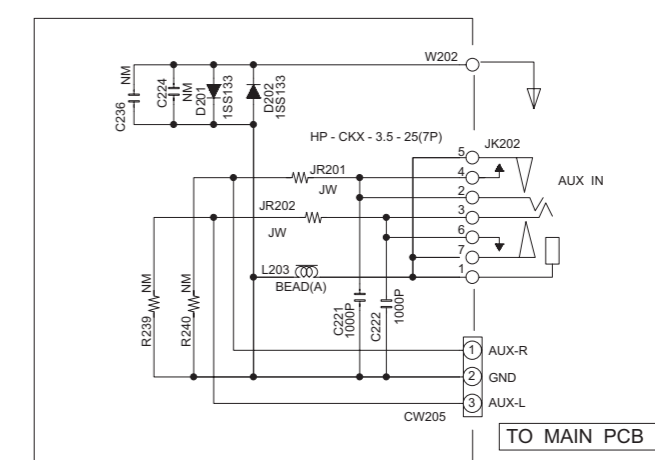 W202
NM
C236
C224
NM
D201
1SS133
D202
1SS133
HP - CKX - 3.5 - 25(7P)
JK202
5
4
2
3
6
7
1
AUX IN
JR201
JW
JR202
JW
L203
BEAD(A)
R239
NM
R240
NM
C221
1000P
C222
1000P
1 AUX-R
2 GND
3 AUX-L
CW205
TO MAIN PCB